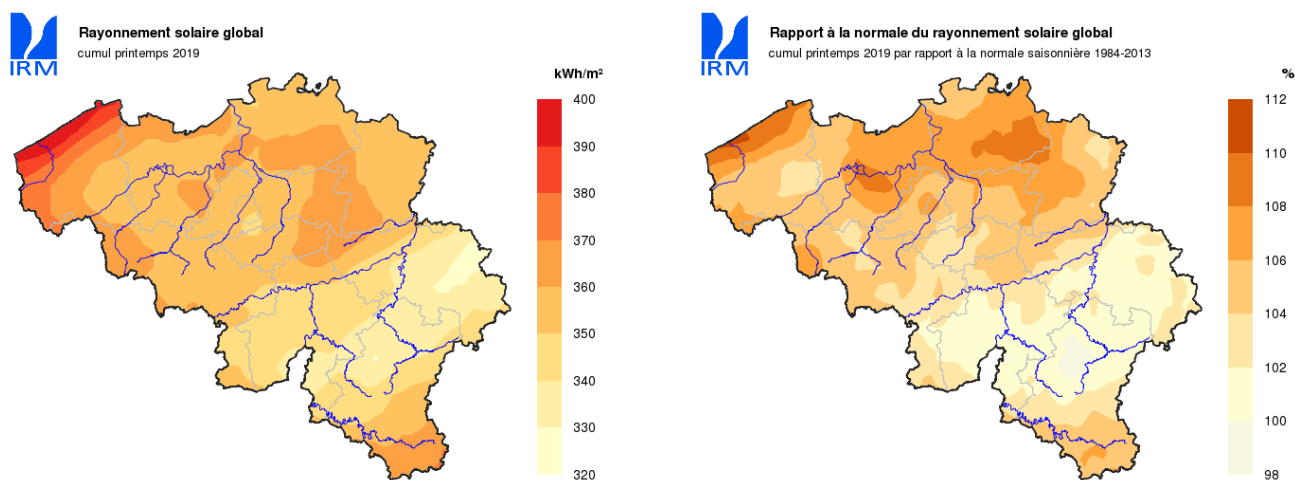 Rayonnement solaire global
cumul printemps 2019
IRM
kWh/m²
400
390
380
370
360
350
340
330
320
Rapport à la normale du rayonnement solaire global
cumul printemps 2019 par rapport à la normale saisonnière 1984-2013
IRM
%
112
110
108
106
104
102
100
98